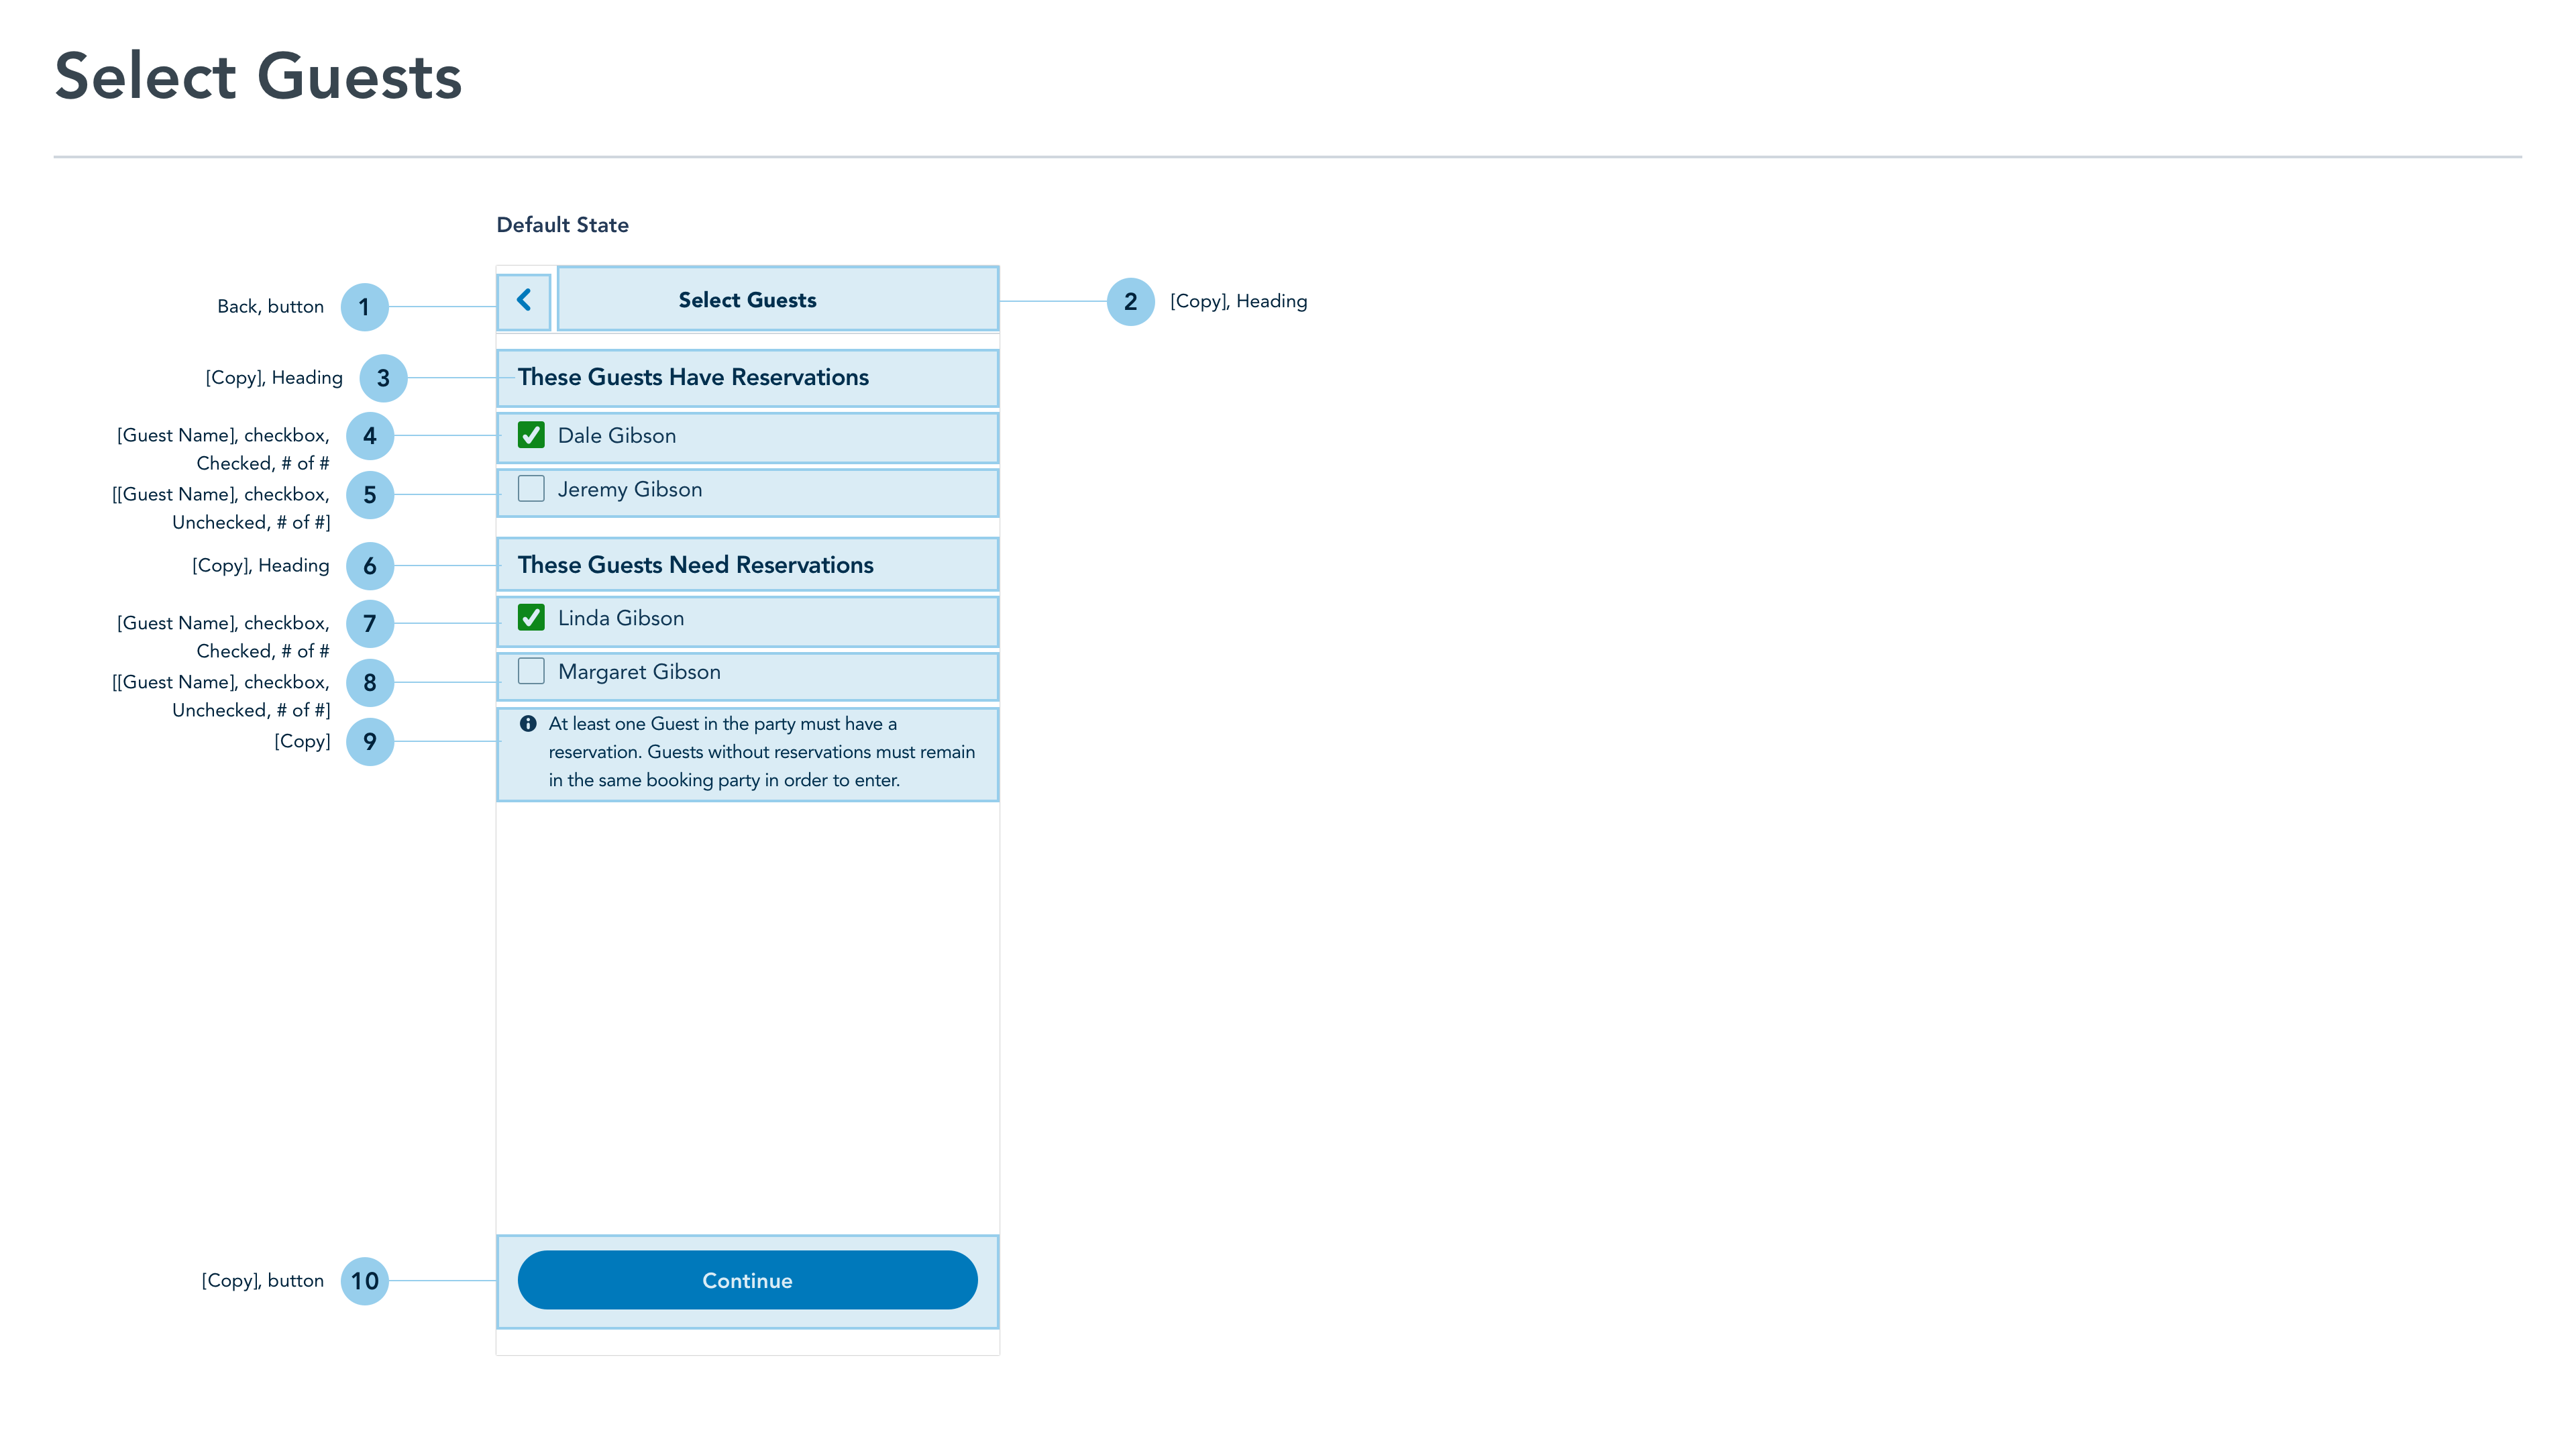 Select Guests
Default State
Back, button
1
Select Guests
2
[Copy], Heading
[Copy], Heading
3
These Guests Have Reservations
[Guest Name], checkbox,
Checked, # of #
4
Dale Gibson
[[Guest Name], checkbox,
Unchecked, # of #]
5
Jeremy Gibson
[Copy], Heading
6
These Guests Need Reservations
[Guest Name], checkbox,
Checked, # of #
7
Linda Gibson
[[Guest Name], checkbox,
Unchecked, # of #]
8
Margaret Gibson
[Copy]
9
At least one Guest in the party must have a
reservation. Guests without reservations must remain
in the same booking party in order to enter.
[Copy], button
10
Continue